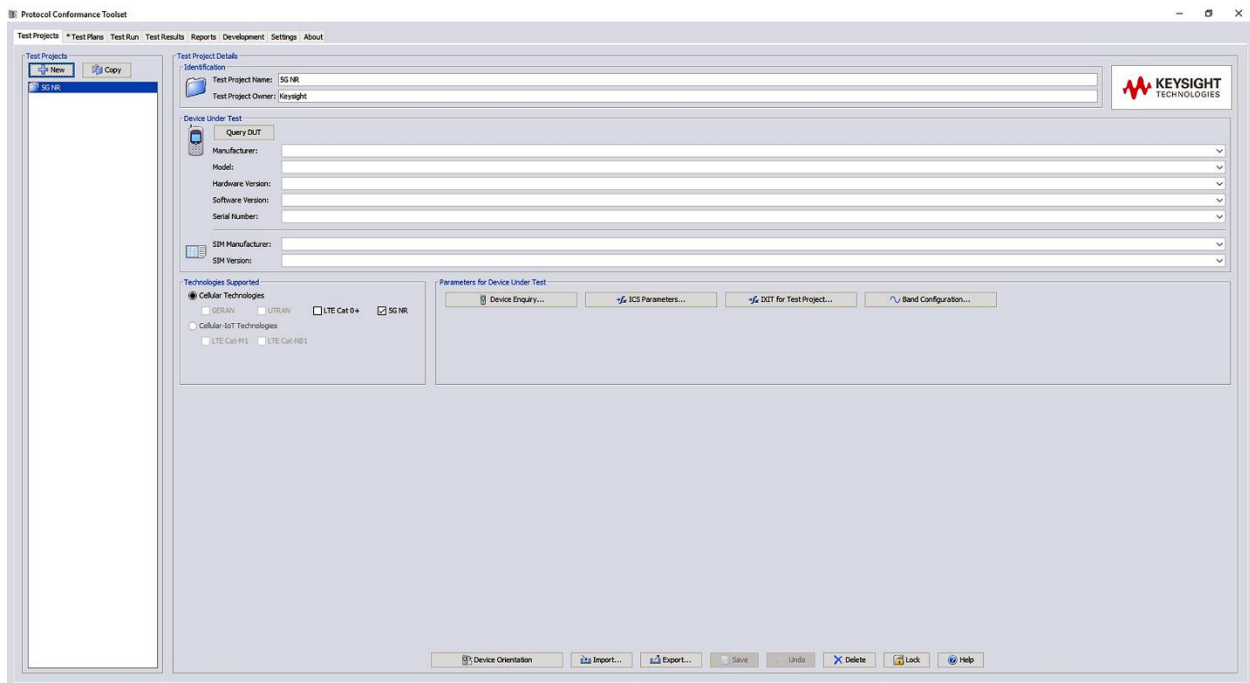 Protocol Conformance Toolset
Test Projects *Test Plans Test Run Test Results Reports Development Settings About
Test Projects
New Copy
5G NR
Test Project Details
Identification
Test Project Name: 5G NR
Test Project Owner: Keysight
KEYSIGHT
TECHNOLOGIES
Device Under Test
Query DUT
Manufacturer:
Model:
Hardware Version:
Software Version:
Serial Number:
SIM Manufacturer:
SIM Version:
Technologies Supported
Cellular Technologies
GERAN UTRAN LTE Cat 0+ 5G NR
Cellular-IoT Technologies
LTE Cat-M1 LTE Cat-NB1
Parameters for Device Under Test
Device Enquiry... ICS Parameters... IXIT for Test Project... Band Configuration...
Device Orientation Import... Export... Save Undo Delete Lock Help